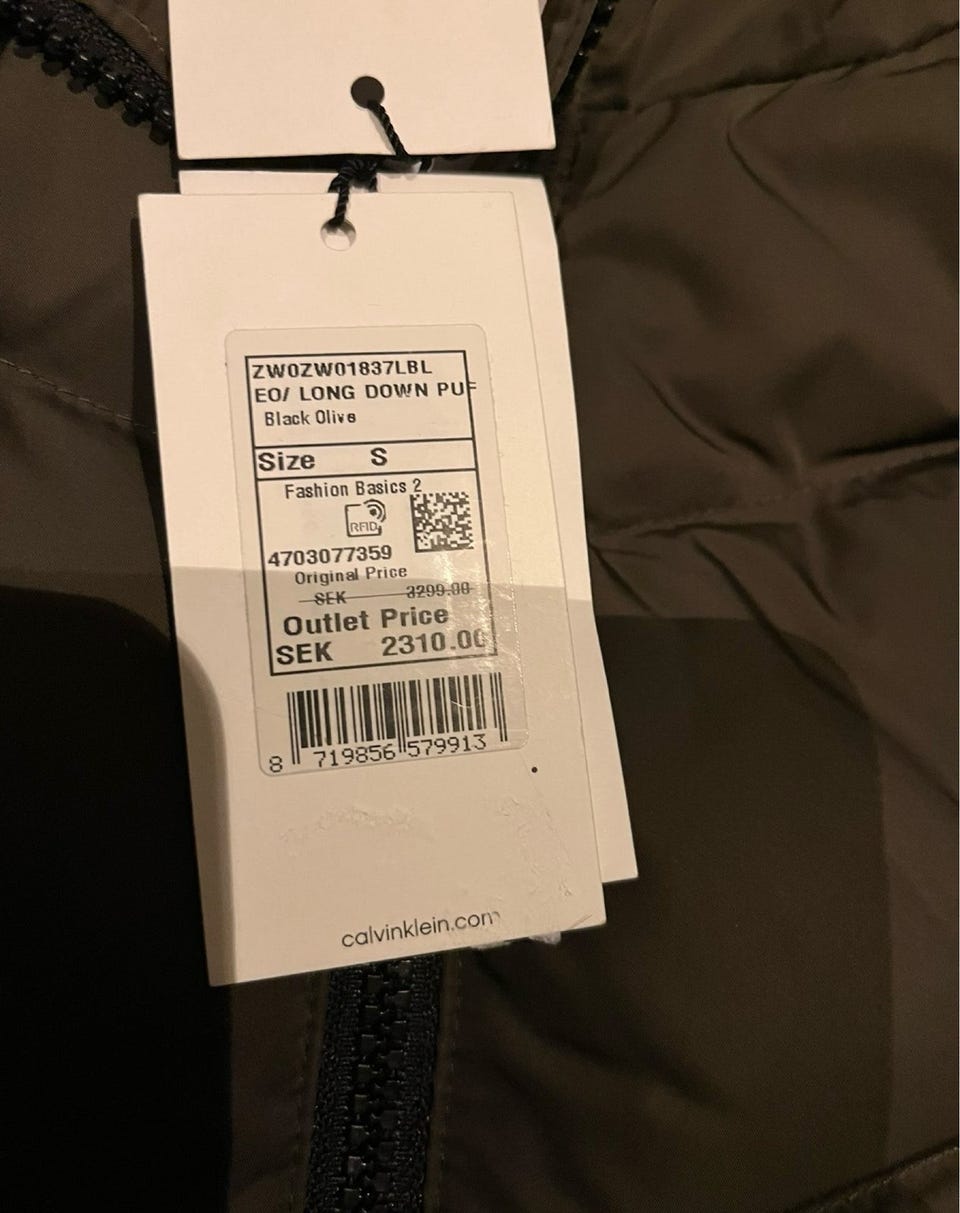 ZW0ZW01837LBL
EO/ LONG DOWN PUF
Black Olive
Size S
Fashion Basics 2
RFID
4703077359
Original Price
SEK 3299.00
Outlet Price
SEK 2310.00
8 719856 579913
calvinklein.com